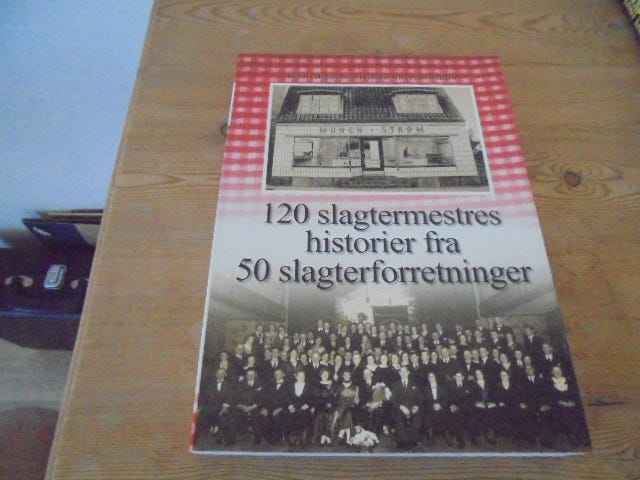 MUNCH · STRØM
120 slagtermestres
historier fra
50 slagterforretninger